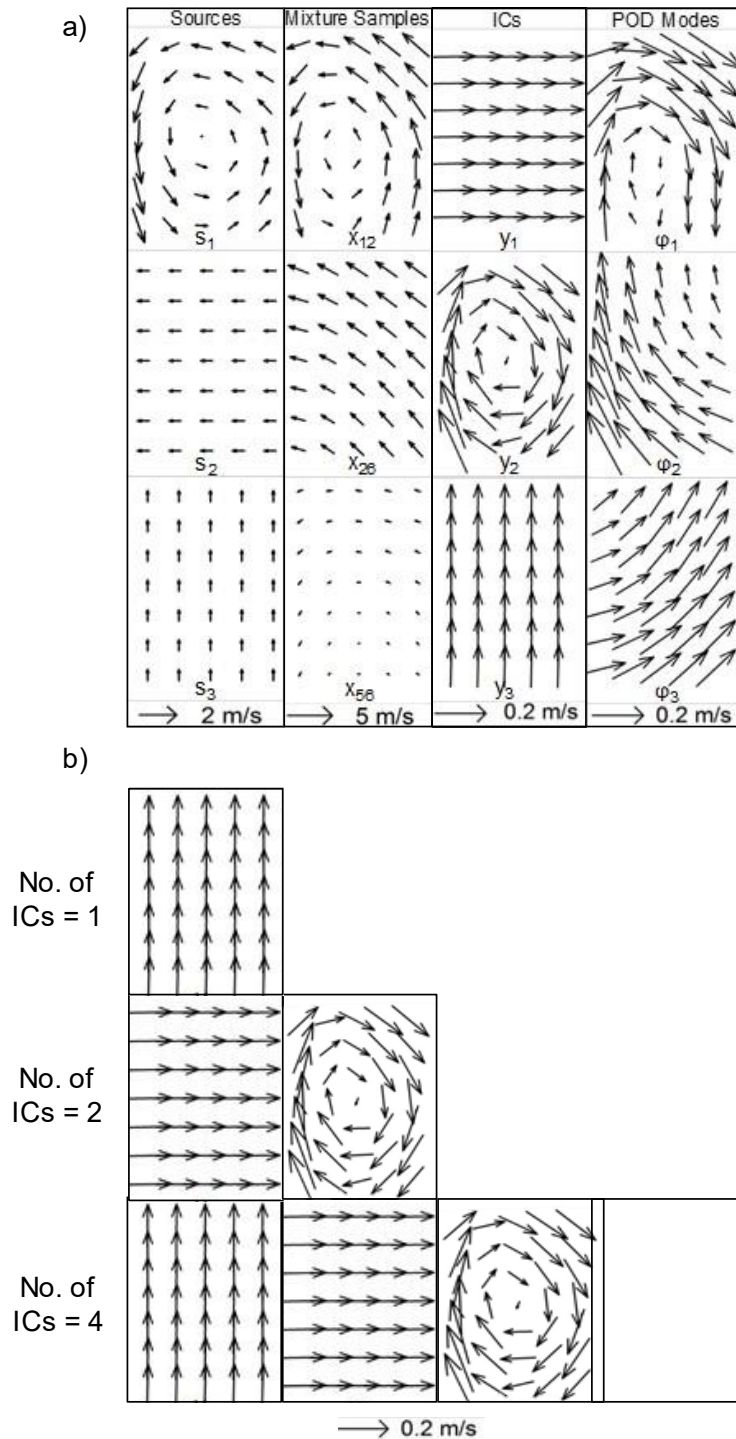 a)
Sources Mixture Samples ICs POD Modes
s1 x12 y1 φ1
s2 x26 y2 φ2
s3 x56 y3 φ3
2 m/s 5 m/s 0.2 m/s 0.2 m/s
b)
No. of
ICs = 1
No. of
ICs = 2
No. of
ICs = 4
0.2 m/s